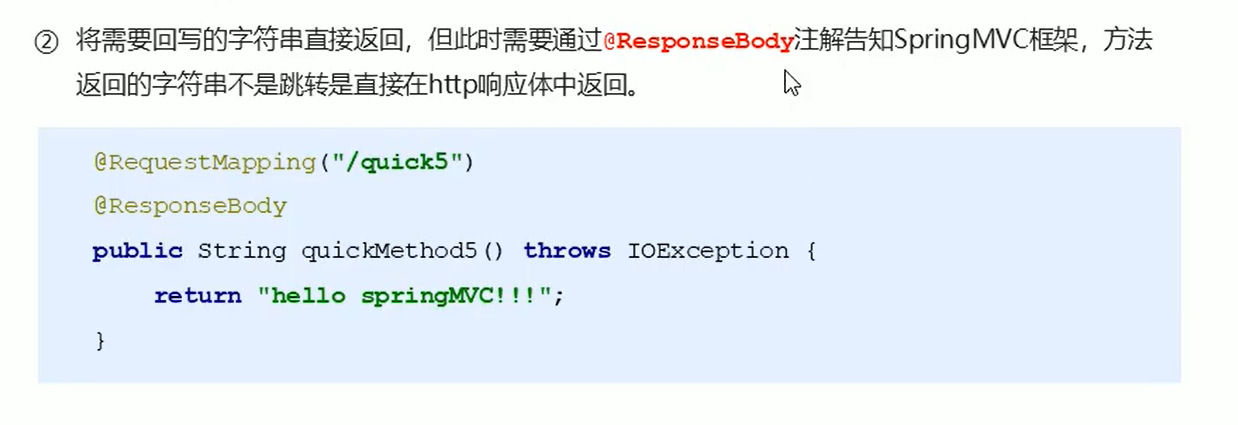 ② 将需要回写的字符串直接返回，但此时需要通过@ResponseBody注解告知SpringMVC框架，方法
返回的字符串不是跳转是直接在http响应体中返回。
@RequestMapping("/quick5")
@ResponseBody
public String quickMethod5() throws IOException {
    return "hello springMVC!!!";
}